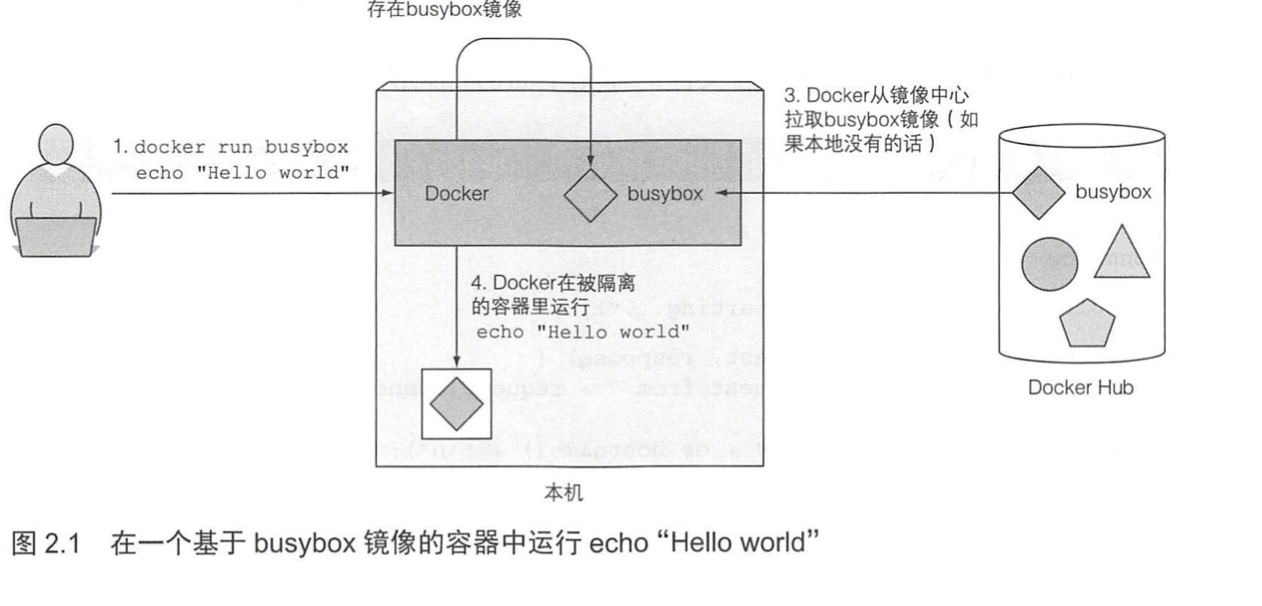 存在busybox镜像
1. docker run busybox
echo "Hello world"
3. Docker从镜像中心
拉取busybox镜像（如
果本地没有的话）
Docker
busybox
busybox
4. Docker在被隔离
的容器里运行
echo "Hello world"
Docker Hub
本机
图 2.1 在一个基于 busybox 镜像的容器中运行 echo “Hello world”